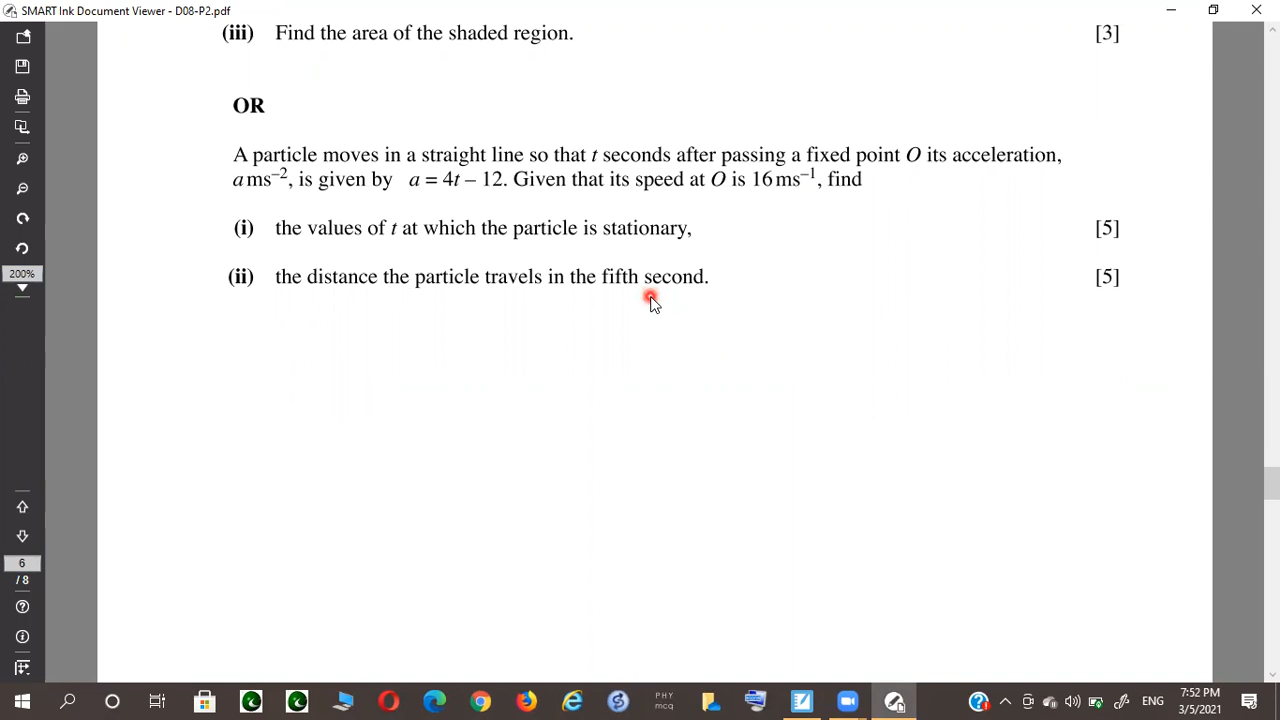 SMART Ink Document Viewer - D08-P2.pdf
(iii) Find the area of the shaded region. [3]
OR
A particle moves in a straight line so that t seconds after passing a fixed point O its acceleration,
a ms⁻², is given by a = 4t – 12. Given that its speed at O is 16 ms⁻¹, find
(i) the values of t at which the particle is stationary, [5]
(ii) the distance the particle travels in the fifth second. [5]
200%
6
/ 8
PHY
mcq
ENG
7:52 PM
3/5/2021